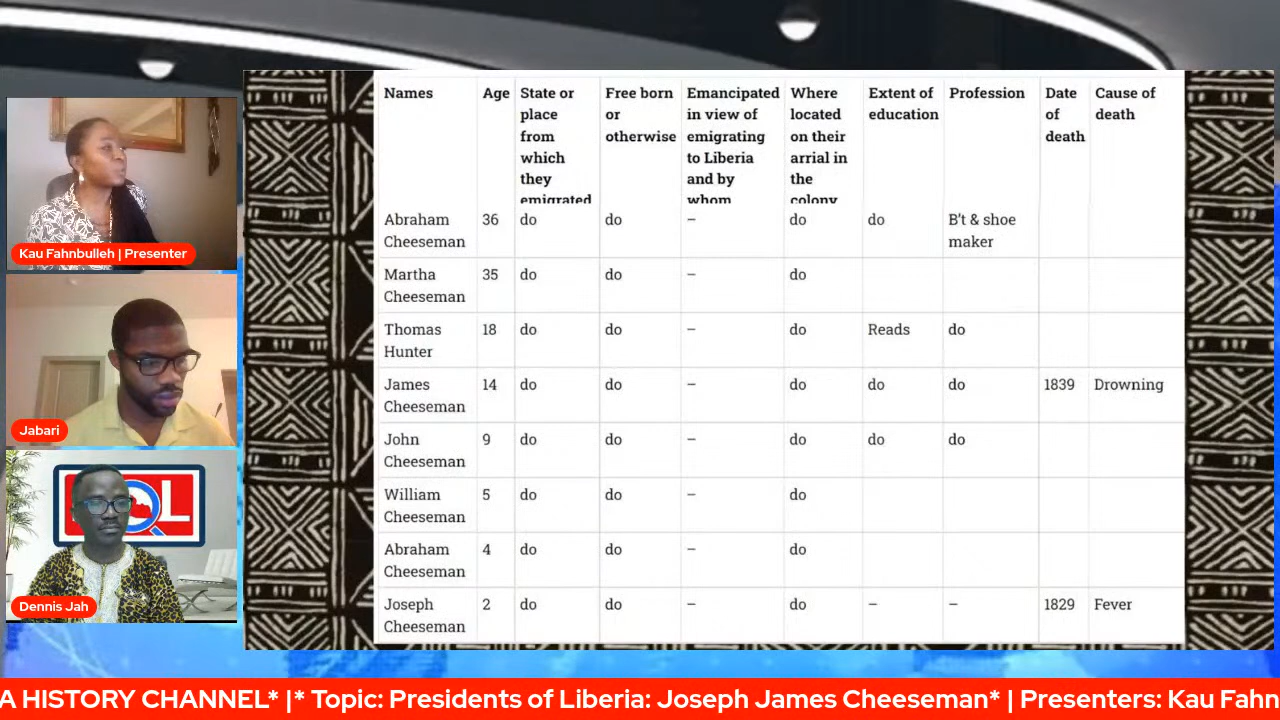 Names Age State or place from which they emigrated Free born or otherwise Emancipated in view of emigrating to Liberia and by whom Where located on their arrial in the colony Extent of education Profession Date of death Cause of death
Abraham Cheeseman 36 do do – do do B't & shoe maker
Martha Cheeseman 35 do do – do
Thomas Hunter 18 do do – do Reads do
James Cheeseman 14 do do – do do do 1839 Drowning
John Cheeseman 9 do do – do do do
William Cheeseman 5 do do – do
Abraham Cheeseman 4 do do – do
Joseph Cheeseman 2 do do – do – – 1829 Fever
Kau Fahnbulleh | Presenter
Jabari
Dennis Jah
A HISTORY CHANNEL* |* Topic: Presidents of Liberia: Joseph James Cheeseman* | Presenters: Kau Fahn